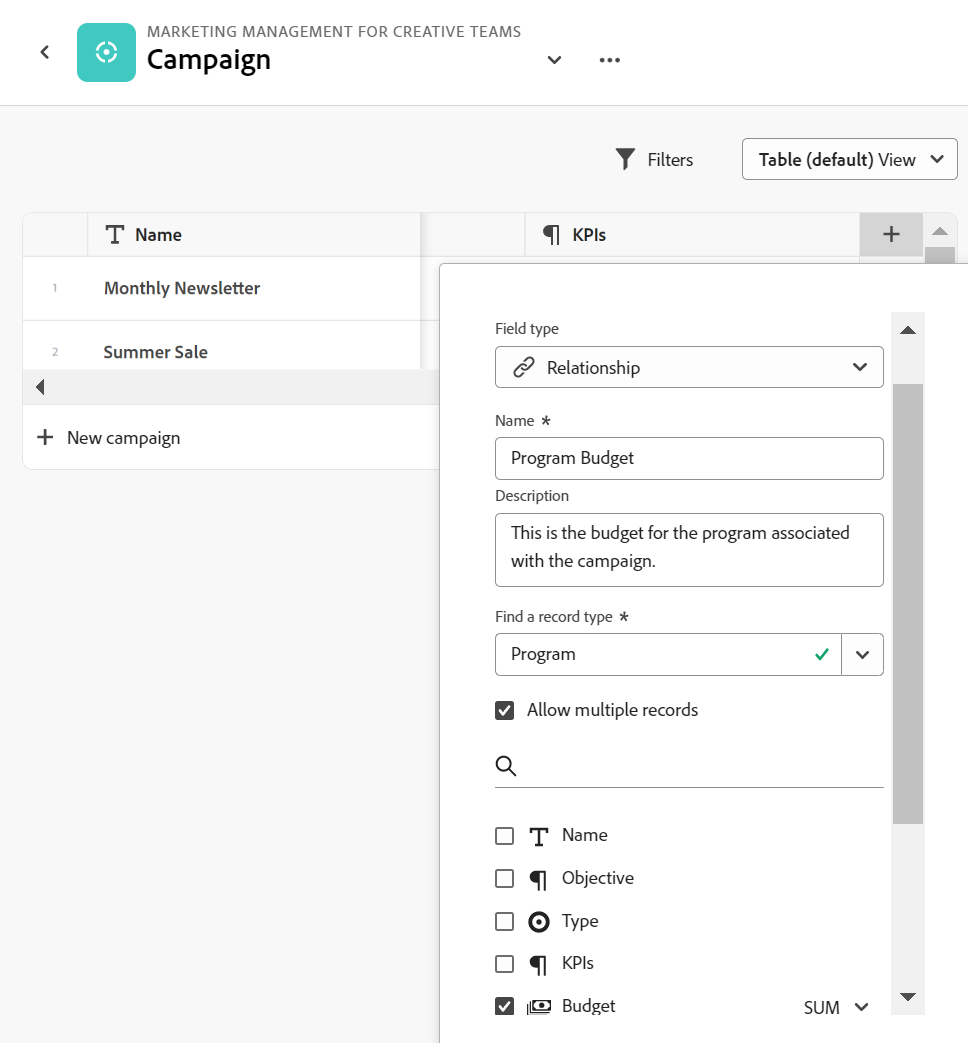 MARKETING MANAGEMENT FOR CREATIVE TEAMS
Campaign
Filters
Table (default) View
Name
KPIs
1
Monthly Newsletter
2
Summer Sale
New campaign
Field type
Relationship
Name *
Program Budget
Description
This is the budget for the program associated
with the campaign.
Find a record type *
Program
Allow multiple records
Name
Objective
Type
KPIs
Budget
SUM